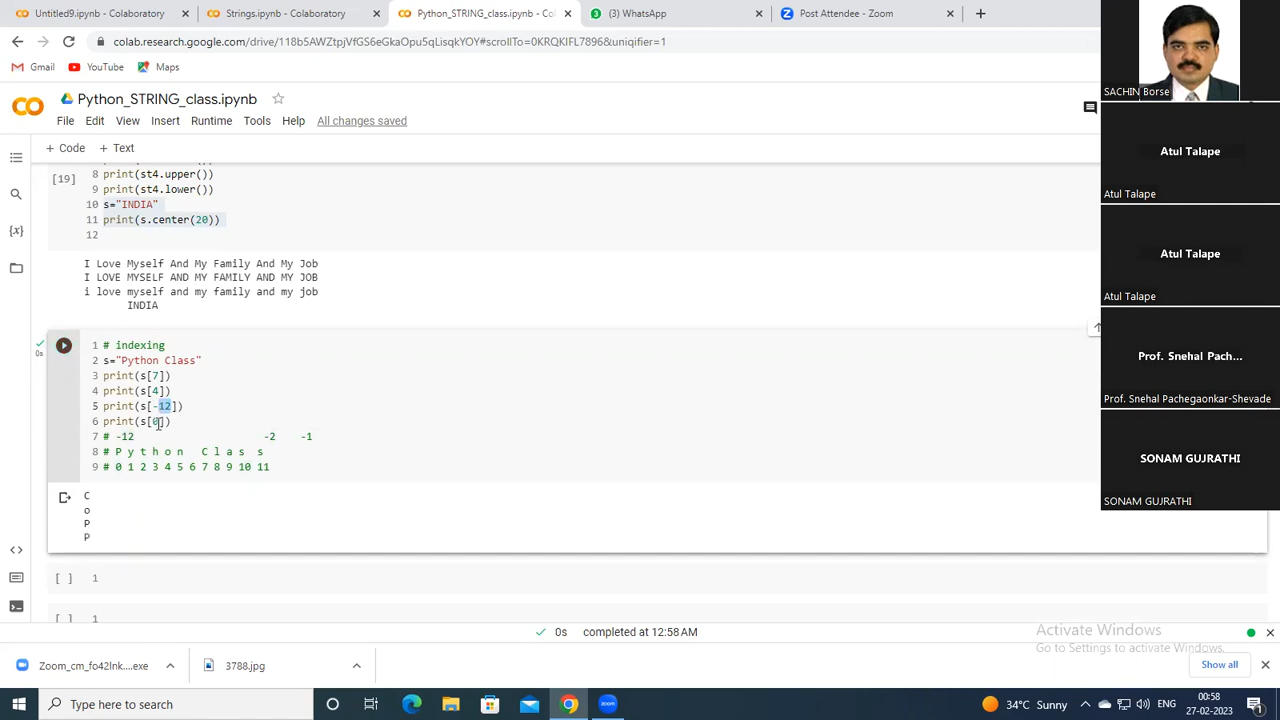 Untitled9.ipynb - Colaboratory
Strings.ipynb - Colaboratory
Python_STRING_class.ipynb - Col
(3) WhatsApp
Post Attendee - Zoom
colab.research.google.com/drive/118b5AWZtpjVfGS6eGkaOpu5qLisqkYOY#scrollTo=0KRQKIFL7896&uniqifier=1
Gmail YouTube Maps
Python_STRING_class.ipynb
File Edit View Insert Runtime Tools Help All changes saved
+ Code + Text
[19]
8 print(st4.upper())
9 print(st4.lower())
10 s="INDIA"
11 print(s.center(20))
12
I Love Myself And My Family And My Job
I LOVE MYSELF AND MY FAMILY AND MY JOB
i love myself and my family and my job
INDIA
0s
1 # indexing
2 s="Python Class"
3 print(s[7])
4 print(s[4])
5 print(s[-12])
6 print(s[0])
7 # -12 -2 -1
8 # P y t h o n C l a s s
9 # 0 1 2 3 4 5 6 7 8 9 10 11
C
o
P
P
[ ] 1
[ ] 1
0s completed at 12:58 AM
SACHIN Borse
Atul Talape
Atul Talape
Atul Talape
Atul Talape
Prof. Snehal Pach...
Prof. Snehal Pachegaonkar-Shevade
SONAM GUJRATHI
SONAM GUJRATHI
Activate Windows
Go to Settings to activate Windows.
Zoom_cm_fo42lnk....exe
3788.jpg
Show all
Type here to search
zoom
34°C Sunny
ENG
00:58
27-02-2023